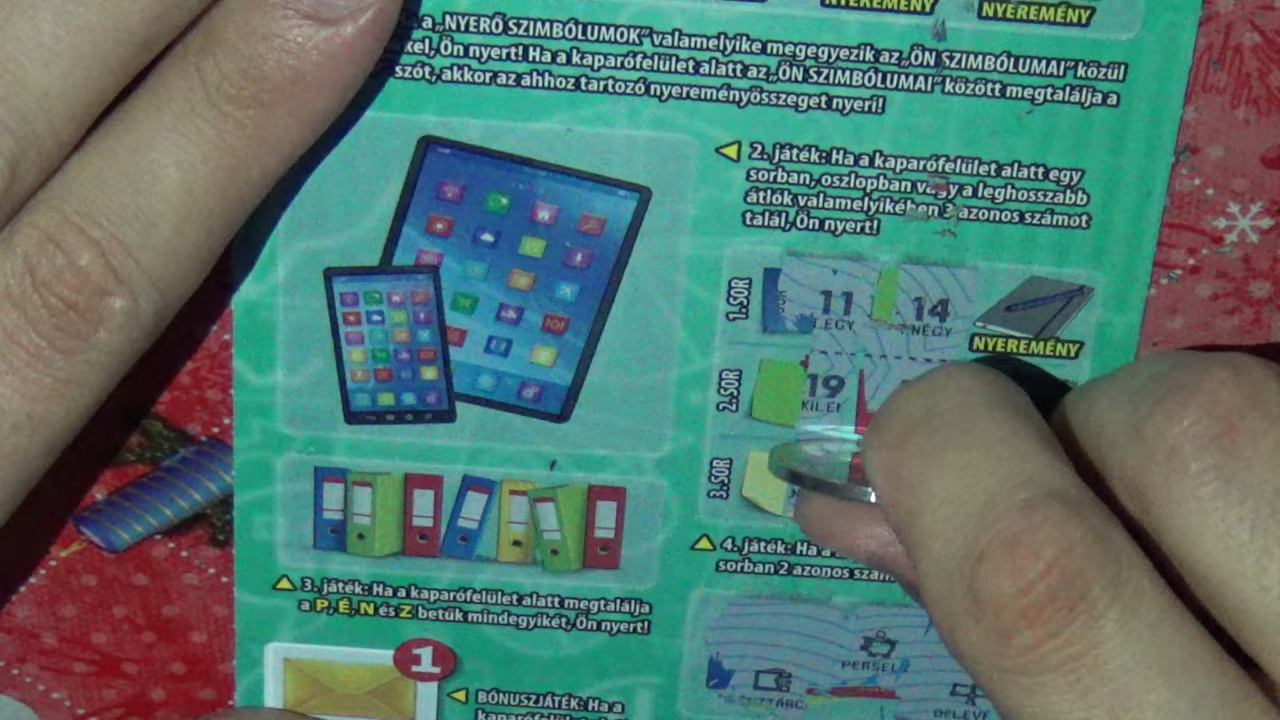 NYEREMÉNY
NYEREMÉNY
a „NYERŐ SZIMBÓLUMOK” valamelyike megegyezik az „ÖN SZIMBÓLUMAI” közül
Ön nyert! Ha a kaparófelület alatt az „ÖN SZIMBÓLUMAI” között megtalálja a
szót, akkor az ahhoz tartozó nyereményösszeget nyeri!
2. játék: Ha a kaparófelület alatt egy
sorban, oszlopban vagy a leghosszabb
átlók valamelyikében 3 azonos számot
talál, Ön nyert!
1. SOR
11
14
NÉGY
NYEREMÉNY
2. SOR
19
3. SOR
3. játék: Ha a kaparófelület alatt megtalálja
a P, É, N és Z betűk mindegyikét, Ön nyert!
4. játék: Ha a
sorban 2 azonos
PERSELY
1
BÓNUSZJÁTÉK: Ha a